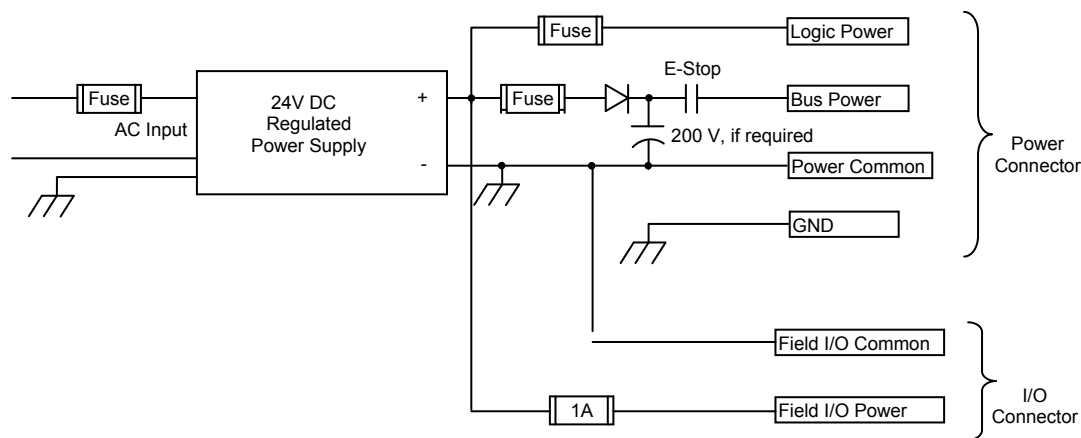 Fuse
Logic Power
E-Stop
Fuse
AC Input
24V DC
Regulated
Power Supply
+
-
Fuse
Bus Power
200 V, if required
Power Common
Power
Connector
GND
Field I/O Common
1A
Field I/O Power
I/O
Connector